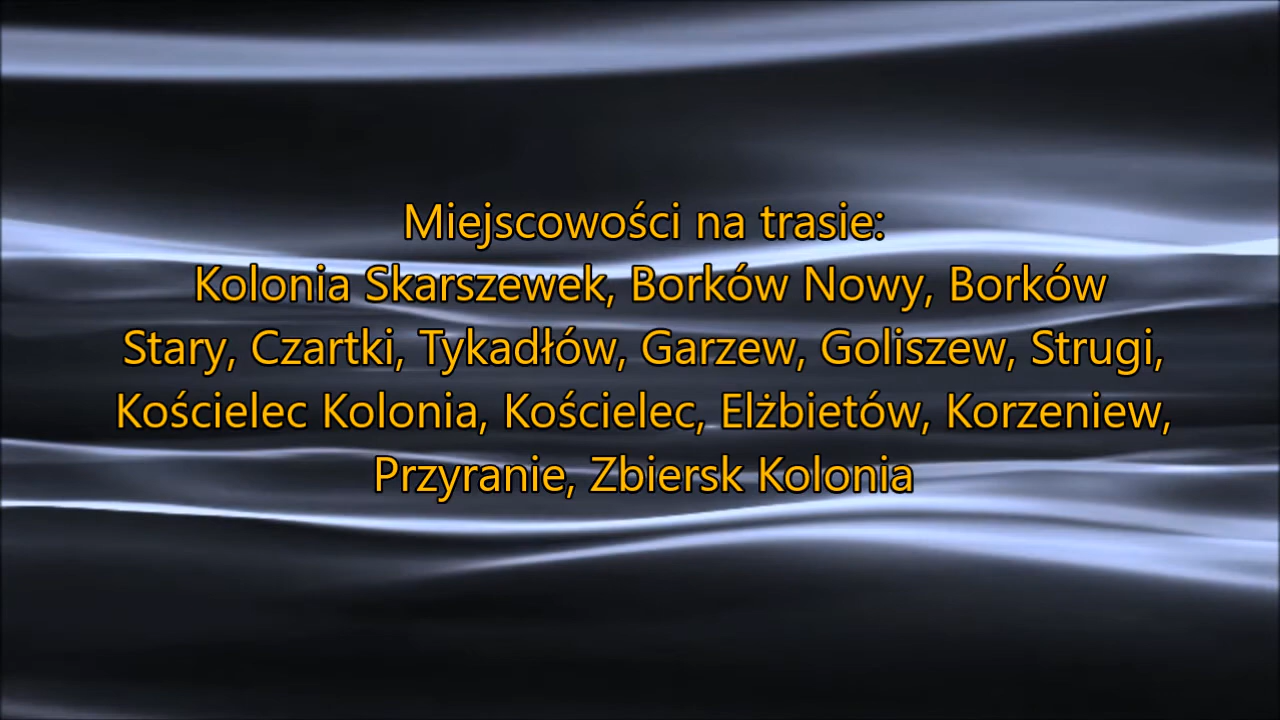 Miejscowości na trasie:
Kolonia Skarszewek, Borków Nowy, Borków
Stary, Czartki, Tykadłów, Garzew, Goliszew, Strugi,
Kościelec Kolonia, Kościelec, Elżbietów, Korzeniew,
Przyranie, Zbiersk Kolonia